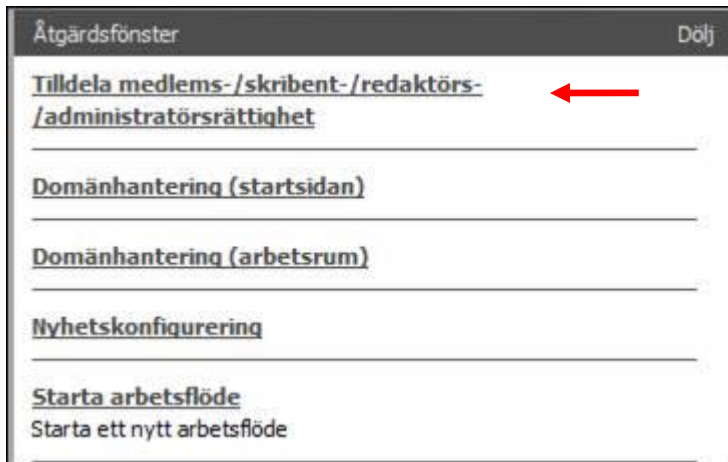 Åtgärdsfönster Dölj
Tilldela medlems-/skribent-/redaktörs-
/administratörsrättighet
Domänhantering (startsidan)
Domänhantering (arbetsrum)
Nyhetskonfigurering
Starta arbetsflöde
Starta ett nytt arbetsflöde